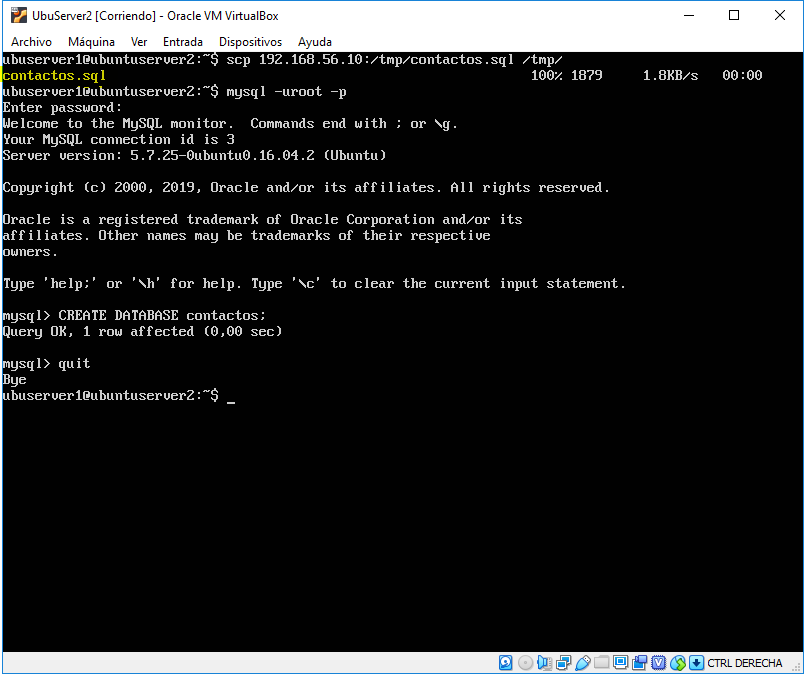 UbuServer2 [Corriendo] - Oracle VM VirtualBox
Archivo Máquina Ver Entrada Dispositivos Ayuda
ubuserver1@ubuntuserver2:~$ scp 192.168.56.10:/tmp/contactos.sql /tmp/
contactos.sql 100% 1879 1.8KB/s 00:00
ubuserver1@ubuntuserver2:~$ mysql -uroot -p
Enter password:
Welcome to the MySQL monitor.  Commands end with ; or \g.
Your MySQL connection id is 3
Server version: 5.7.25-0ubuntu0.16.04.2 (Ubuntu)
Copyright (c) 2000, 2019, Oracle and/or its affiliates. All rights reserved.
Oracle is a registered trademark of Oracle Corporation and/or its
affiliates. Other names may be trademarks of their respective
owners.
Type 'help;' or '\h' for help. Type '\c' to clear the current input statement.
mysql> CREATE DATABASE contactos;
Query OK, 1 row affected (0,00 sec)
mysql> quit
Bye
ubuserver1@ubuntuserver2:~$ _
CTRL DERECHA